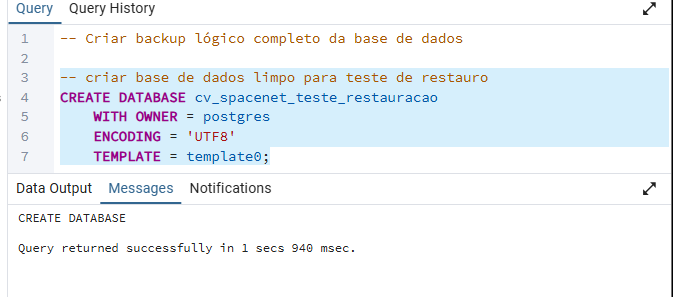 Query Query History
1 -- Criar backup lógico completo da base de dados
2
3 -- criar base de dados limpo para teste de restauro
4 CREATE DATABASE cv_spacenet_teste_restauracao
5 WITH OWNER = postgres
6 ENCODING = 'UTF8'
7 TEMPLATE = template0;
Data Output Messages Notifications
CREATE DATABASE
Query returned successfully in 1 secs 940 msec.